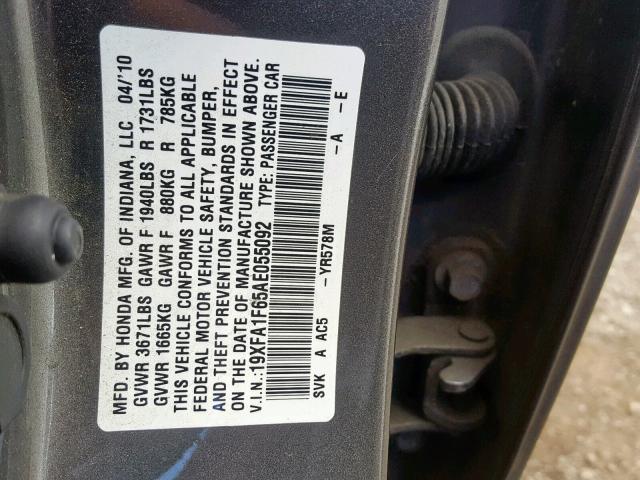 MFD. BY HONDA MFG. OF INDIANA, LLC 04/'10
GVWR 3671LBS GAWR F 1940LBS R 1731LBS
GVWR 1665KG GAWR F 880KG R 785KG
THIS VEHICLE CONFORMS TO ALL APPLICABLE
FEDERAL MOTOR VEHICLE SAFETY, BUMPER,
AND THEFT PREVENTION STANDARDS IN EFFECT
ON THE DATE OF MANUFACTURE SHOWN ABOVE.
V.I.N.:19XFA1F65AE055092 TYPE: PASSENGER CAR
SVK A AC5 -YR578M -A -E